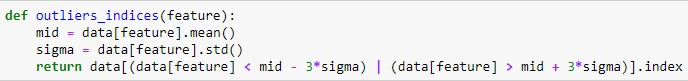 def outliers_indices(feature):
    mid = data[feature].mean()
    sigma = data[feature].std()
    return data[(data[feature] < mid - 3*sigma) | (data[feature] > mid + 3*sigma)].index